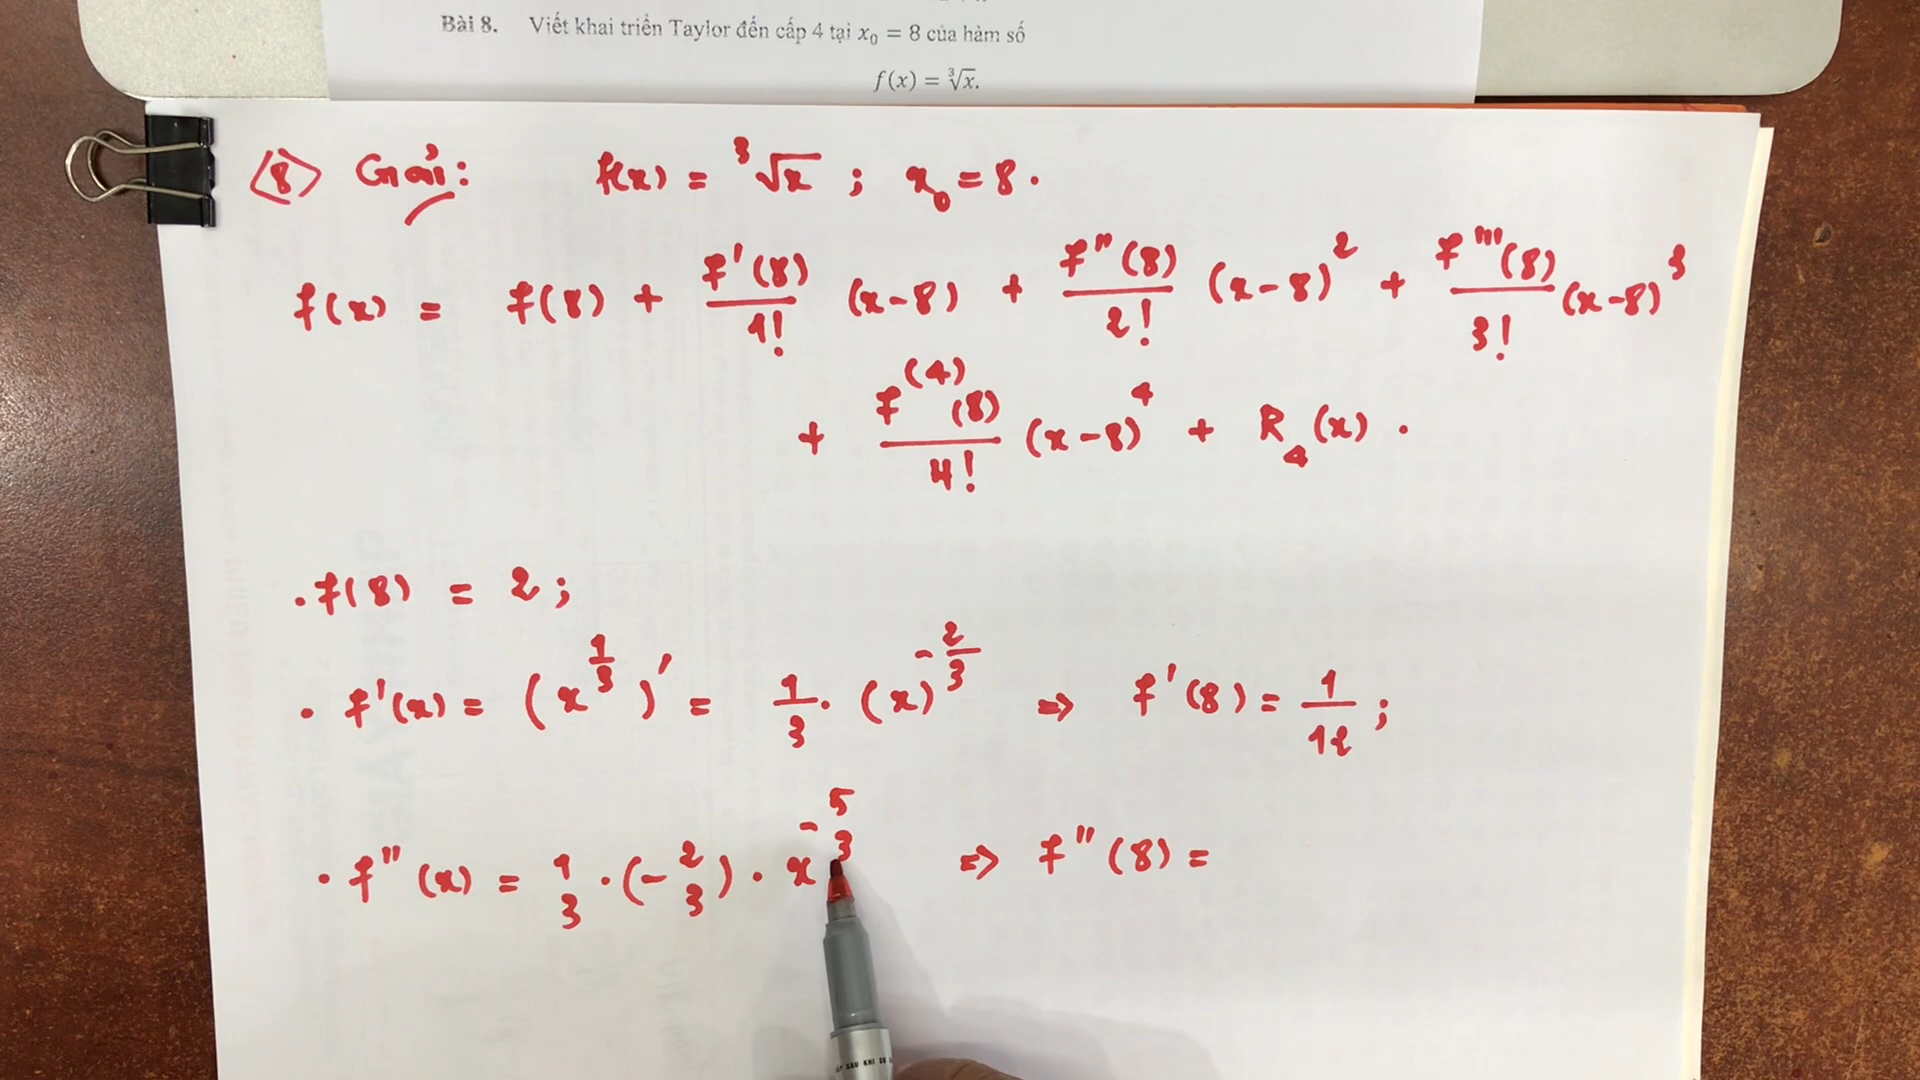 Bài 8. Viết khai triển Taylor đến cấp 4 tại x₀ = 8 của hàm số
f(x) = ∛x.
⟨8⟩ Giải: f(x) = ³√x ; x₀ = 8.
f(x) = f(8) + f'(8)/1! (x-8) + f''(8)/2! (x-8)² + f'''(8)/3! (x-8)³
+ f⁽⁴⁾(8)/4! (x-8)⁴ + R₄(x).
. f(8) = 2;
. f'(x) = (x^(1/3))' = 1/3 . (x)^(-2/3) => f'(8) = 1/12;
. f''(x) = 1/3 . (-2/3) . x^(-5/3) => f''(8) =